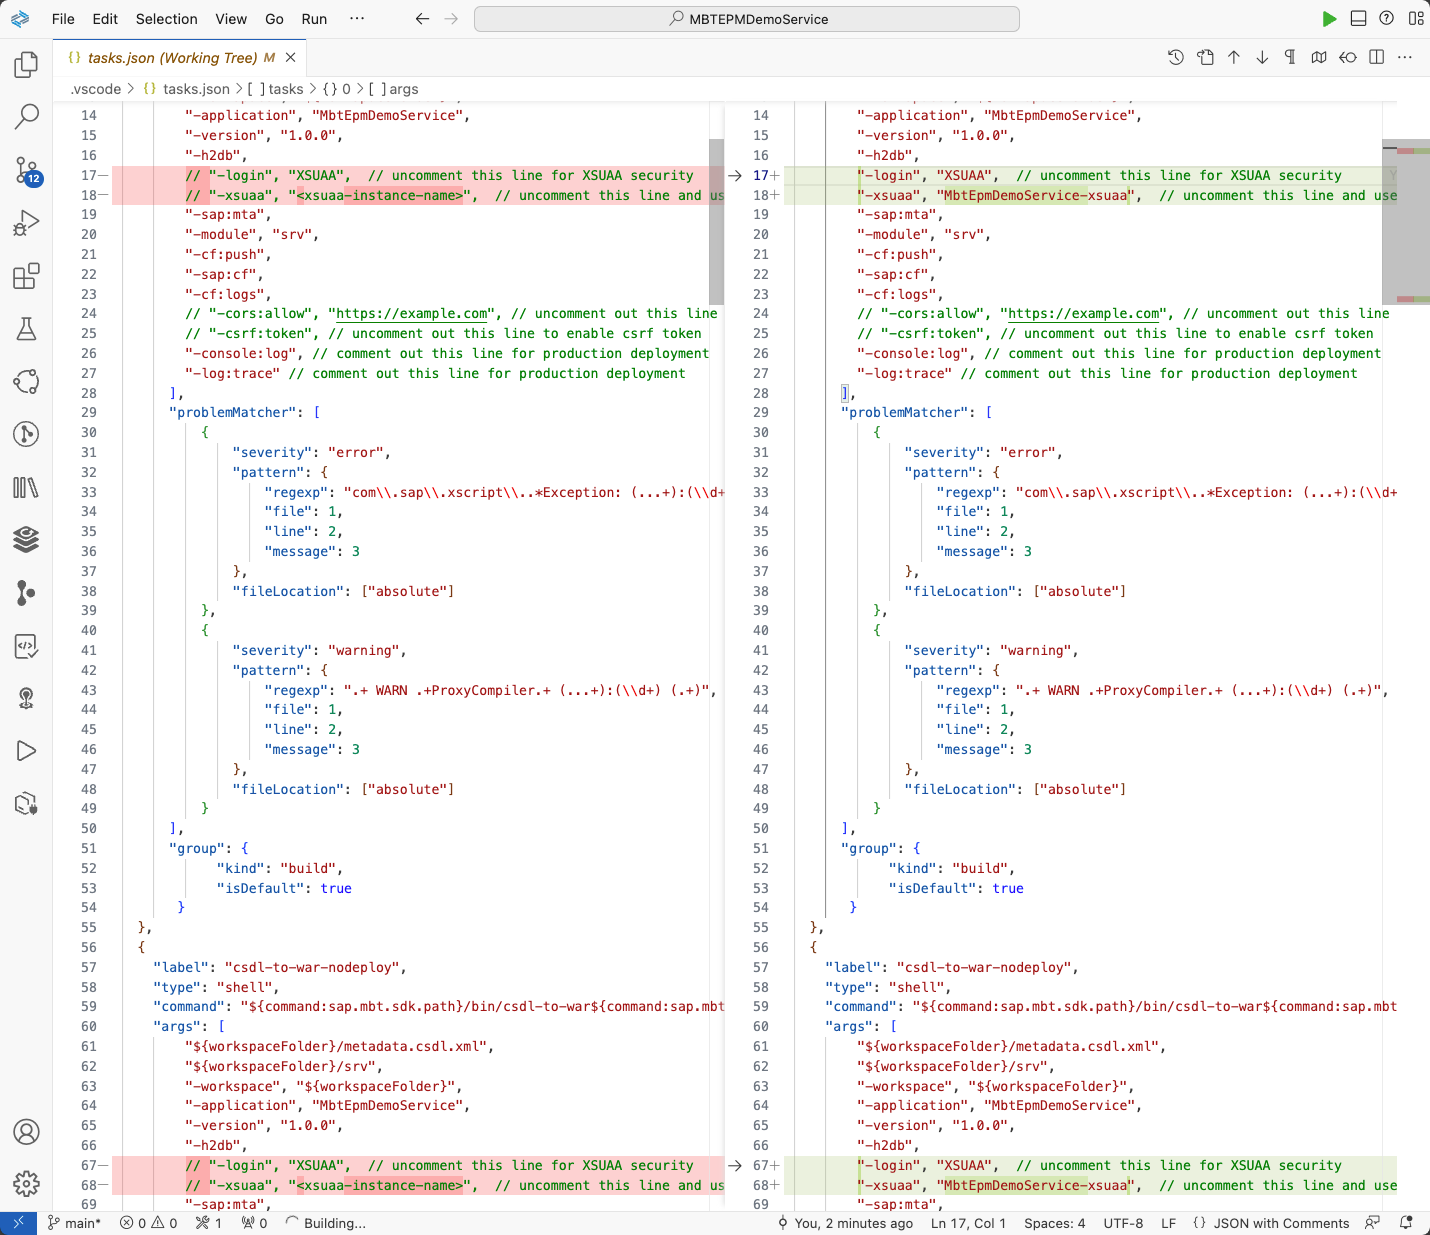 File Edit Selection View Go Run ··· MBTEPMDemoService
{} tasks.json (Working Tree) M
.vscode > {} tasks.json > [ ] tasks > {} 0 > [ ] args
12
14 "-application", "MbtEpmDemoService",
15 "-version", "1.0.0",
16 "-h2db",
17− // "-login", "XSUAA",  // uncomment this line for XSUAA security
18− // "-xsuaa", "<xsuaa-instance-name>",  // uncomment this line and us
19 "-sap:mta",
20 "-module", "srv",
21 "-cf:push",
22 "-sap:cf",
23 "-cf:logs",
24 // "-cors:allow", "https://example.com", // uncomment out this line
25 // "-csrf:token", // uncomment out this line to enable csrf token
26 "-console:log", // comment out this line for production deployment
27 "-log:trace" // comment out this line for production deployment
28 ],
29 "problemMatcher": [
30 {
31 "severity": "error",
32 "pattern": {
33 "regexp": "com\\.sap\\.xscript\\..*Exception: (...+):(\\d+
34 "file": 1,
35 "line": 2,
36 "message": 3
37 },
38 "fileLocation": ["absolute"]
39 },
40 {
41 "severity": "warning",
42 "pattern": {
43 "regexp": ".+ WARN .+ProxyCompiler.+ (...+):(\\d+) (.+)",
44 "file": 1,
45 "line": 2,
46 "message": 3
47 },
48 "fileLocation": ["absolute"]
49 }
50 ],
51 "group": {
52 "kind": "build",
53 "isDefault": true
54 }
55 },
56 {
57 "label": "csdl-to-war-nodeploy",
58 "type": "shell",
59 "command": "${command:sap.mbt.sdk.path}/bin/csdl-to-war${command:sap.mbt
60 "args": [
61 "${workspaceFolder}/metadata.csdl.xml",
62 "${workspaceFolder}/srv",
63 "-workspace", "${workspaceFolder}",
64 "-application", "MbtEpmDemoService",
65 "-version", "1.0.0",
66 "-h2db",
67− // "-login", "XSUAA",  // uncomment this line for XSUAA security
68− // "-xsuaa", "<xsuaa-instance-name>",  // uncomment this line and us
69 "-sap:mta",
14 "-application", "MbtEpmDemoService",
15 "-version", "1.0.0",
16 "-h2db",
17+ "-login", "XSUAA",  // uncomment this line for XSUAA security
18+ "-xsuaa", "MbtEpmDemoService-xsuaa",  // uncomment this line and use
19 "-sap:mta",
20 "-module", "srv",
21 "-cf:push",
22 "-sap:cf",
23 "-cf:logs",
24 // "-cors:allow", "https://example.com", // uncomment out this line
25 // "-csrf:token", // uncomment out this line to enable csrf token
26 "-console:log", // comment out this line for production deployment
27 "-log:trace" // comment out this line for production deployment
28 ],
29 "problemMatcher": [
30 {
31 "severity": "error",
32 "pattern": {
33 "regexp": "com\\.sap\\.xscript\\..*Exception: (...+):(\\d+
34 "file": 1,
35 "line": 2,
36 "message": 3
37 },
38 "fileLocation": ["absolute"]
39 },
40 {
41 "severity": "warning",
42 "pattern": {
43 "regexp": ".+ WARN .+ProxyCompiler.+ (...+):(\\d+) (.+)",
44 "file": 1,
45 "line": 2,
46 "message": 3
47 },
48 "fileLocation": ["absolute"]
49 }
50 ],
51 "group": {
52 "kind": "build",
53 "isDefault": true
54 }
55 },
56 {
57 "label": "csdl-to-war-nodeploy",
58 "type": "shell",
59 "command": "${command:sap.mbt.sdk.path}/bin/csdl-to-war${command:sap.mbt
60 "args": [
61 "${workspaceFolder}/metadata.csdl.xml",
62 "${workspaceFolder}/srv",
63 "-workspace", "${workspaceFolder}",
64 "-application", "MbtEpmDemoService",
65 "-version", "1.0.0",
66 "-h2db",
67+ "-login", "XSUAA",  // uncomment this line for XSUAA security
68+ "-xsuaa", "MbtEpmDemoService-xsuaa",  // uncomment this line and use
69 "-sap:mta",
main* 0 0 1 0 Building... You, 2 minutes ago Ln 17, Col 1 Spaces: 4 UTF-8 LF {} JSON with Comments